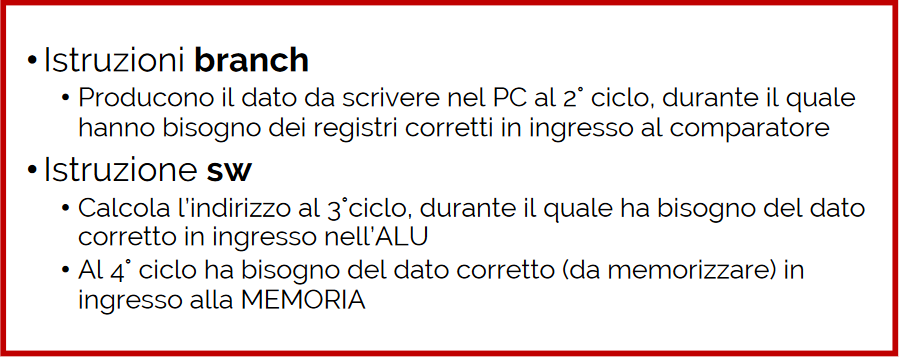 • Istruzioni branch
• Producono il dato da scrivere nel PC al 2° ciclo, durante il quale
hanno bisogno dei registri corretti in ingresso al comparatore
• Istruzione sw
• Calcola l'indirizzo al 3°ciclo, durante il quale ha bisogno del dato
corretto in ingresso nell'ALU
• Al 4° ciclo ha bisogno del dato corretto (da memorizzare) in
ingresso alla MEMORIA